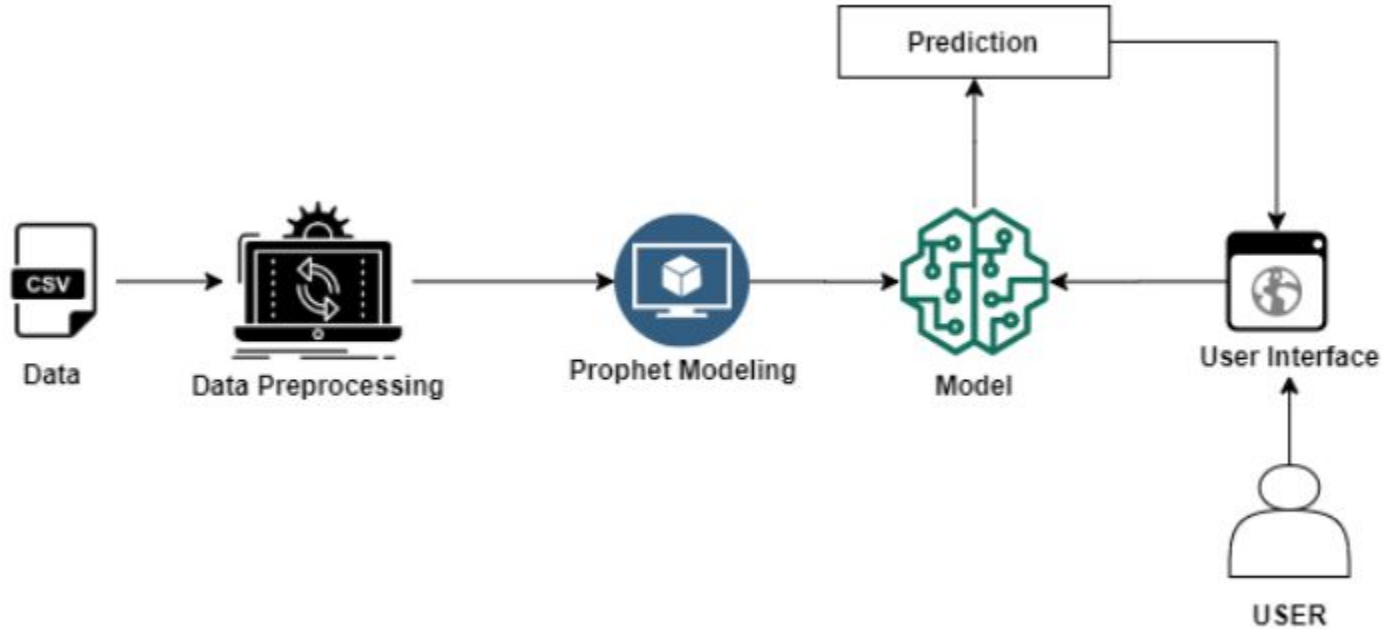 Prediction
CSV
Data
Data Preprocessing
Prophet Modeling
Model
User Interface
USER